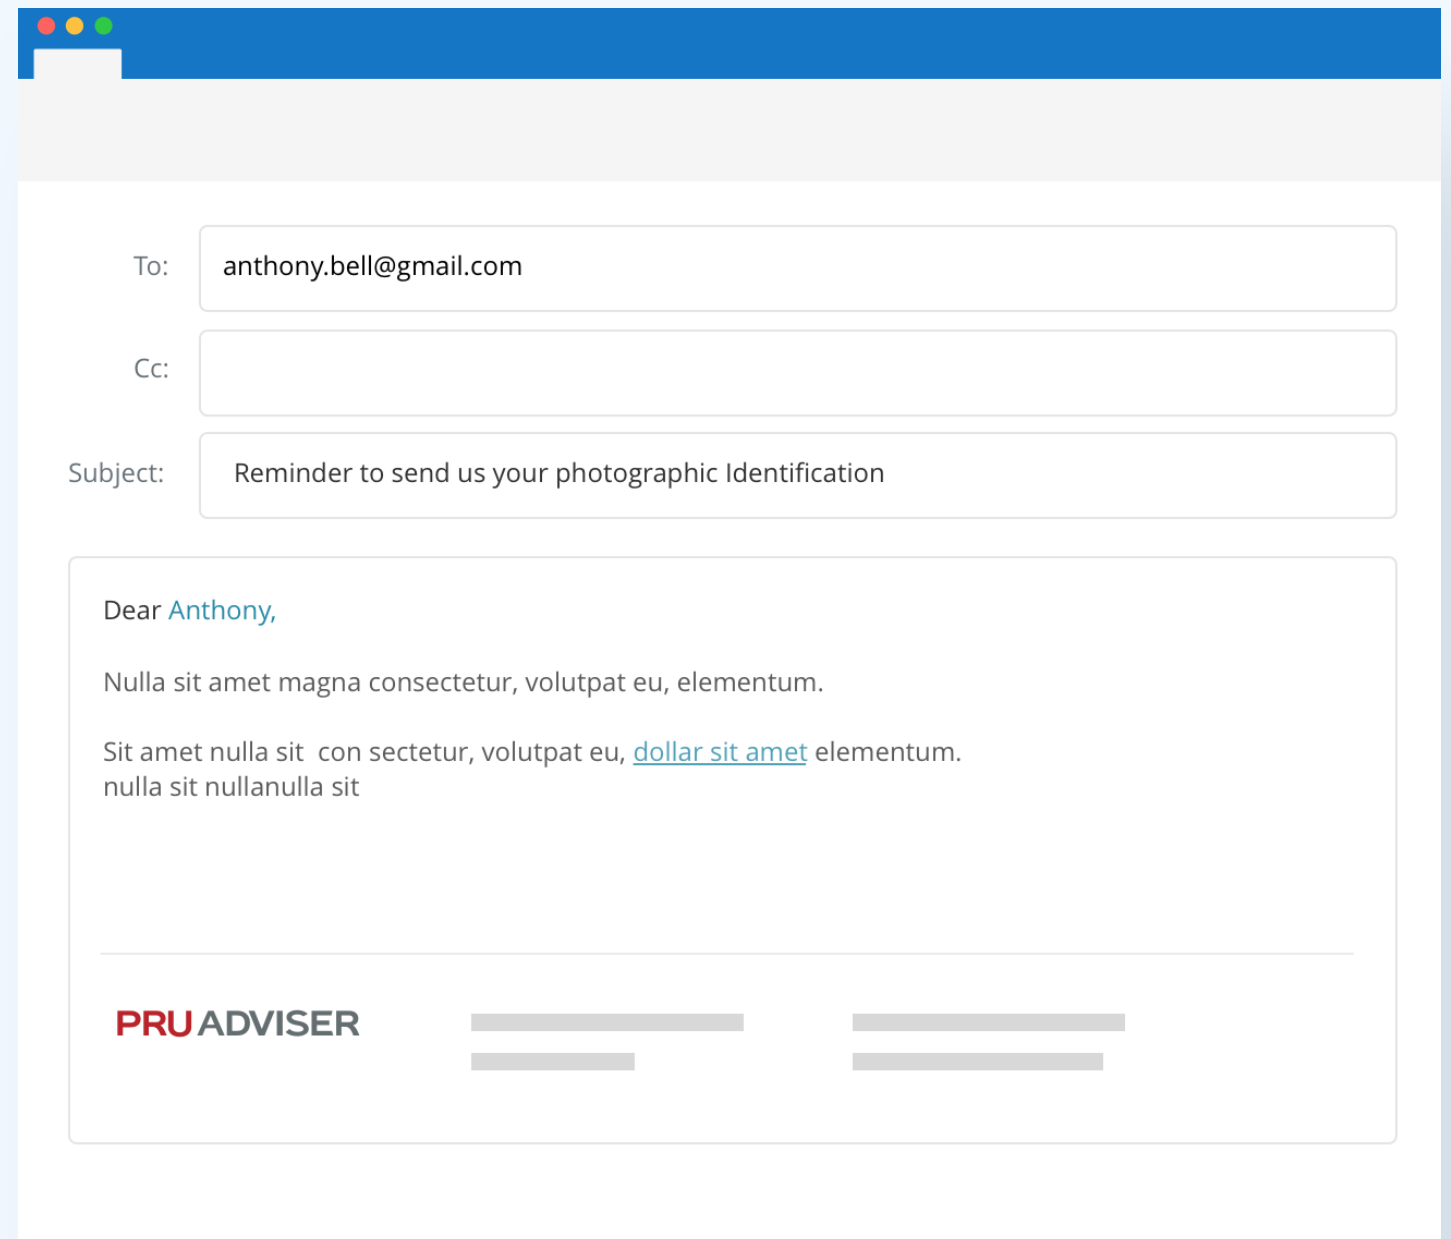 To: anthony.bell@gmail.com
Cc:
Subject: Reminder to send us your photographic Identification
Dear Anthony,
Nulla sit amet magna consectetur, volutpat eu, elementum.
Sit amet nulla sit con sectetur, volutpat eu, dollar sit amet elementum.
nulla sit nullanulla sit
PRU ADVISER